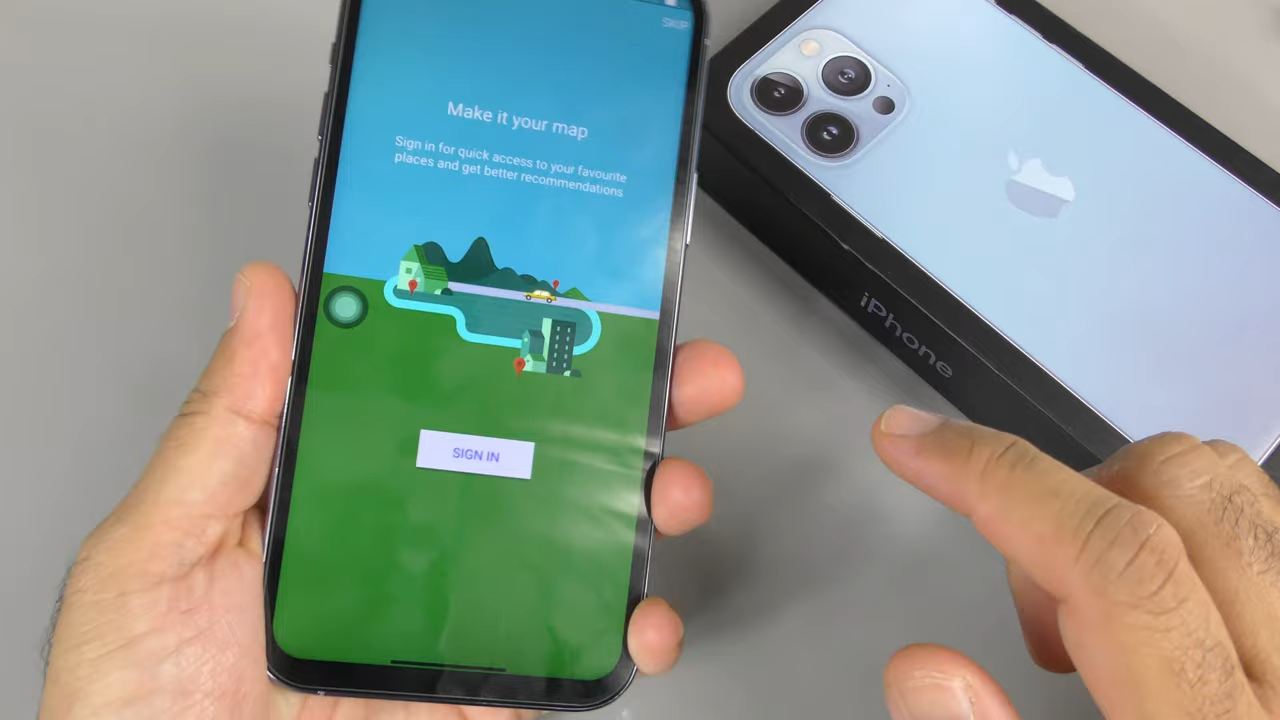 SKIP
Make it your map
Sign in for quick access to your favourite
places and get better recommendations
SIGN IN
iPhone